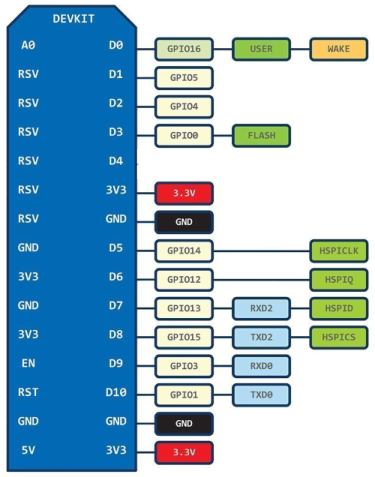 DEVKIT
A0 D0 GPIO16 USER WAKE
RSV D1 GPIO5
RSV D2 GPIO4
RSV D3 GPIO0 FLASH
RSV D4
RSV 3V3 3.3V
RSV GND GND
GND D5 GPIO14 HSPICLK
3V3 D6 GPIO12 HSPIQ
GND D7 GPIO13 RXD2 HSPID
3V3 D8 GPIO15 TXD2 HSPICS
EN D9 GPIO3 RXD0
RST D10 GPIO1 TXD0
GND GND GND
5V 3V3 3.3V